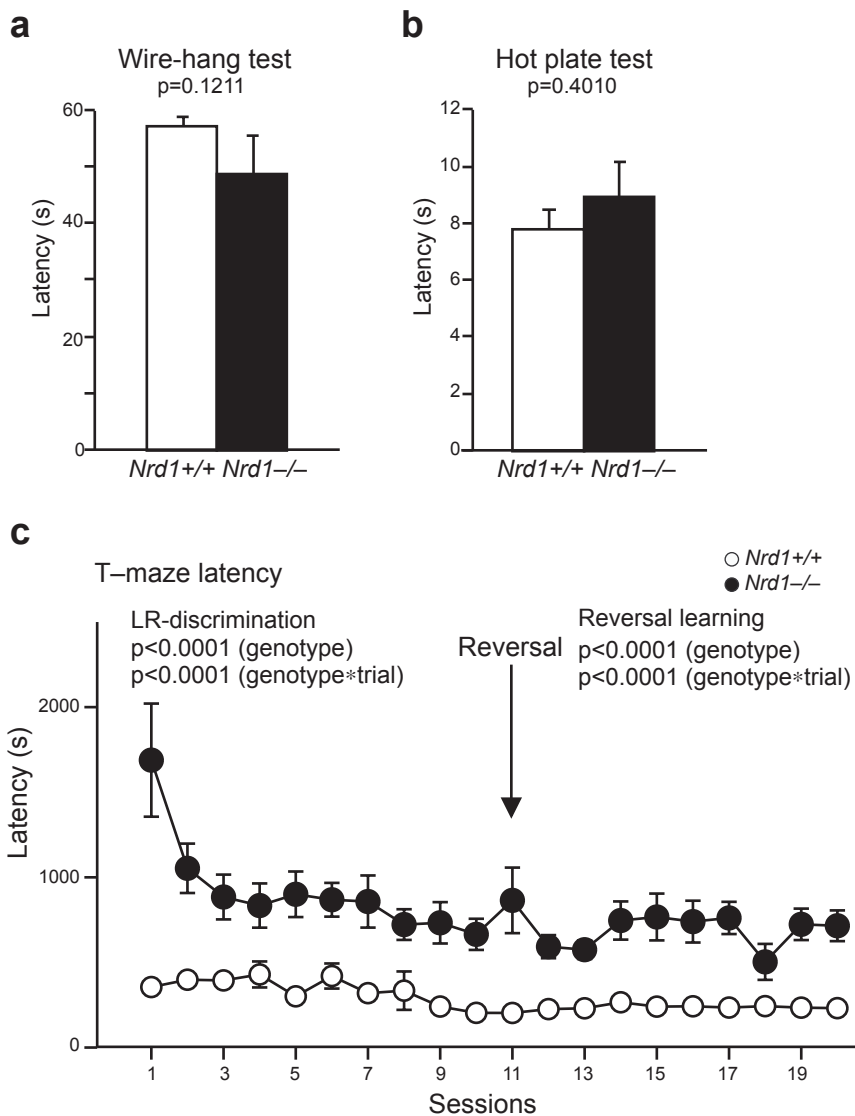 a
Wire-hang test
p=0.1211
60
40
20
0
Latency (s)
Nrd1+/+ Nrd1–/–
b
Hot plate test
p=0.4010
12
10
8
6
4
2
0
Latency (s)
Nrd1+/+ Nrd1–/–
c
T–maze latency
Nrd1+/+
Nrd1–/–
LR-discrimination
p<0.0001 (genotype)
p<0.0001 (genotype*trial)
Reversal
Reversal learning
p<0.0001 (genotype)
p<0.0001 (genotype*trial)
2000
1000
0
Latency (s)
1 3 5 7 9 11 13 15 17 19
Sessions